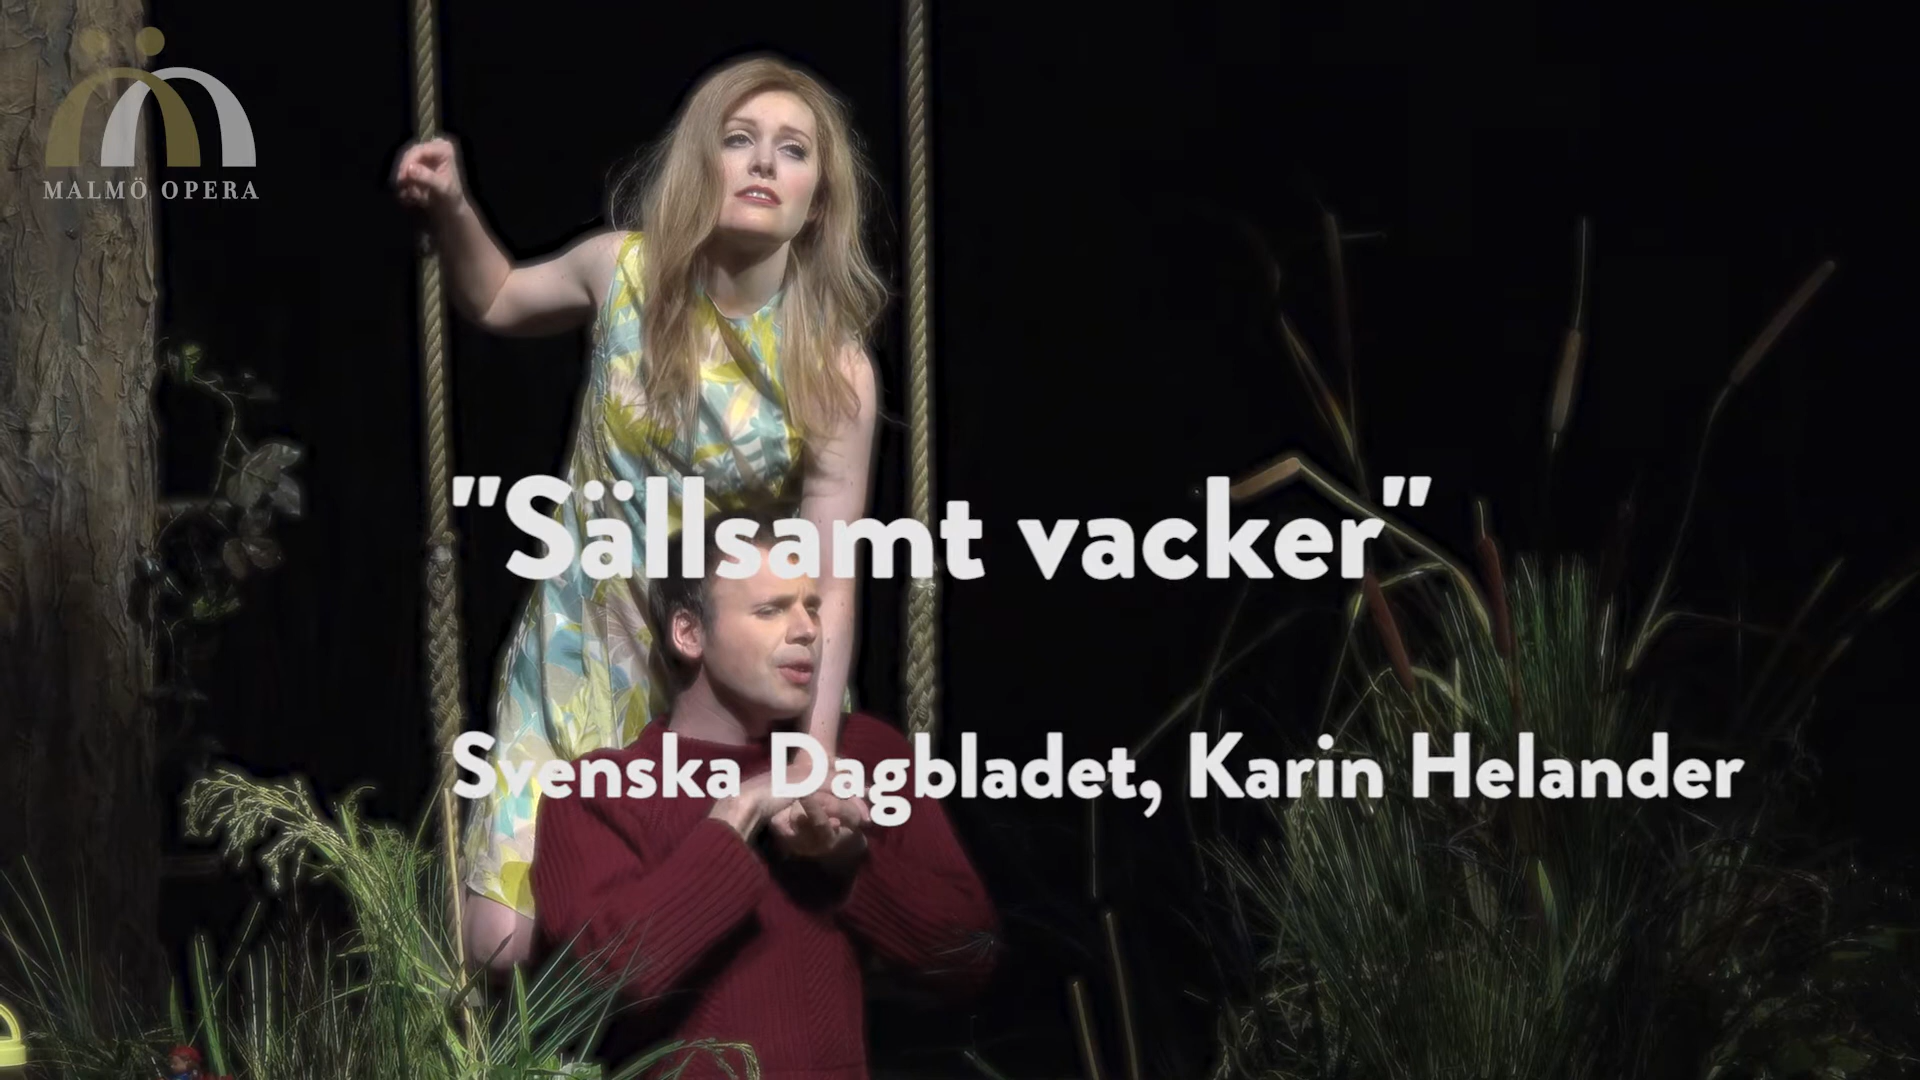 MALMÖ OPERA
"Sällsamt vacker"
Svenska Dagbladet, Karin Helander